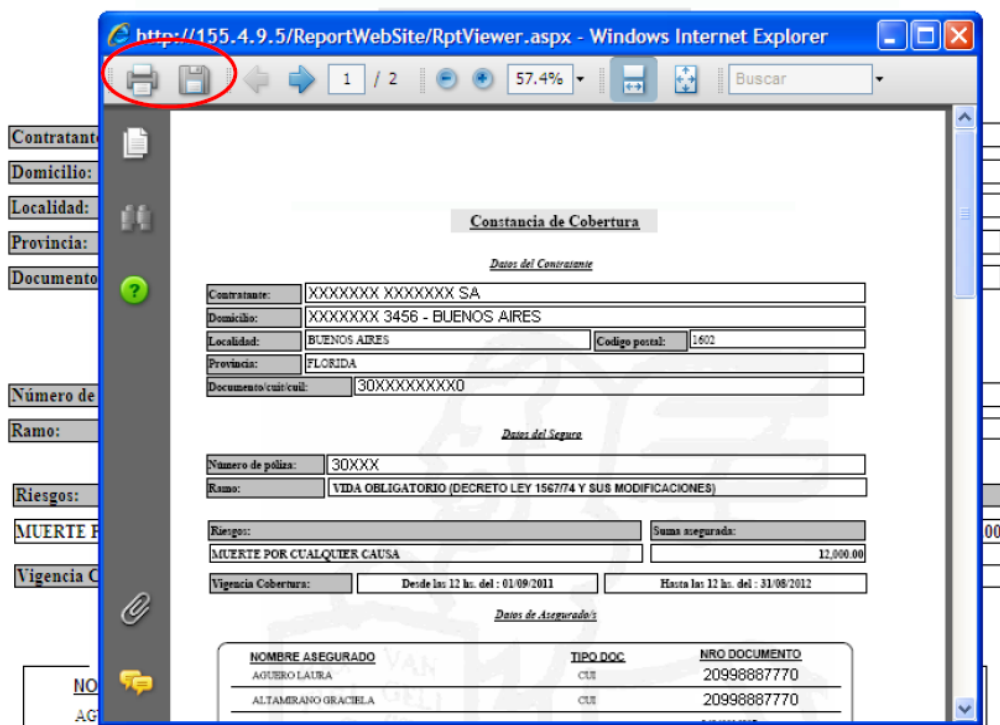 http://155.4.9.5/ReportWebSite/RptViewer.aspx - Windows Internet Explorer
1 / 2 57.4% Buscar
Contratante
Domicilio:
Localidad:
Provincia:
Documento
Número de
Ramo:
Riesgos:
MUERTE
Vigencia
NO
AG
Constancia de Cobertura
Datos del Contratante
Contratante: XXXXXXX XXXXXXX SA
Domicilio: XXXXXXX 3456 - BUENOS AIRES
Localidad: BUENOS AIRES Codigo postal: 1602
Provincia: FLORIDA
Documento/cuit/cuil: 30XXXXXXXX0
Datos del Seguro
Número de póliza: 30XXX
Ramo: VIDA OBLIGATORIO (DECRETO LEY 1567/74 Y SUS MODIFICACIONES)
Riesgos: Suma asegurada:
MUERTE POR CUALQUIER CAUSA 12,000.00
Vigencia Cobertura: Desde las 12 hs. del : 01/09/2011 Hasta las 12 hs. del : 31/08/2012
Datos de Asegurado/s
NOMBRE ASEGURADO TIPO DOC NRO DOCUMENTO
AGUERO LAURA CUI 20998887770
ALTAMIRANO GRACIELA CUI 20998887770